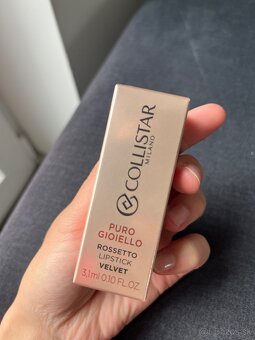 COLLISTAR
MILANO
PURO
GIOIELLO
ROSSETTO
LIPSTICK
VELVET
3,1ml 0.10 FL.OZ.